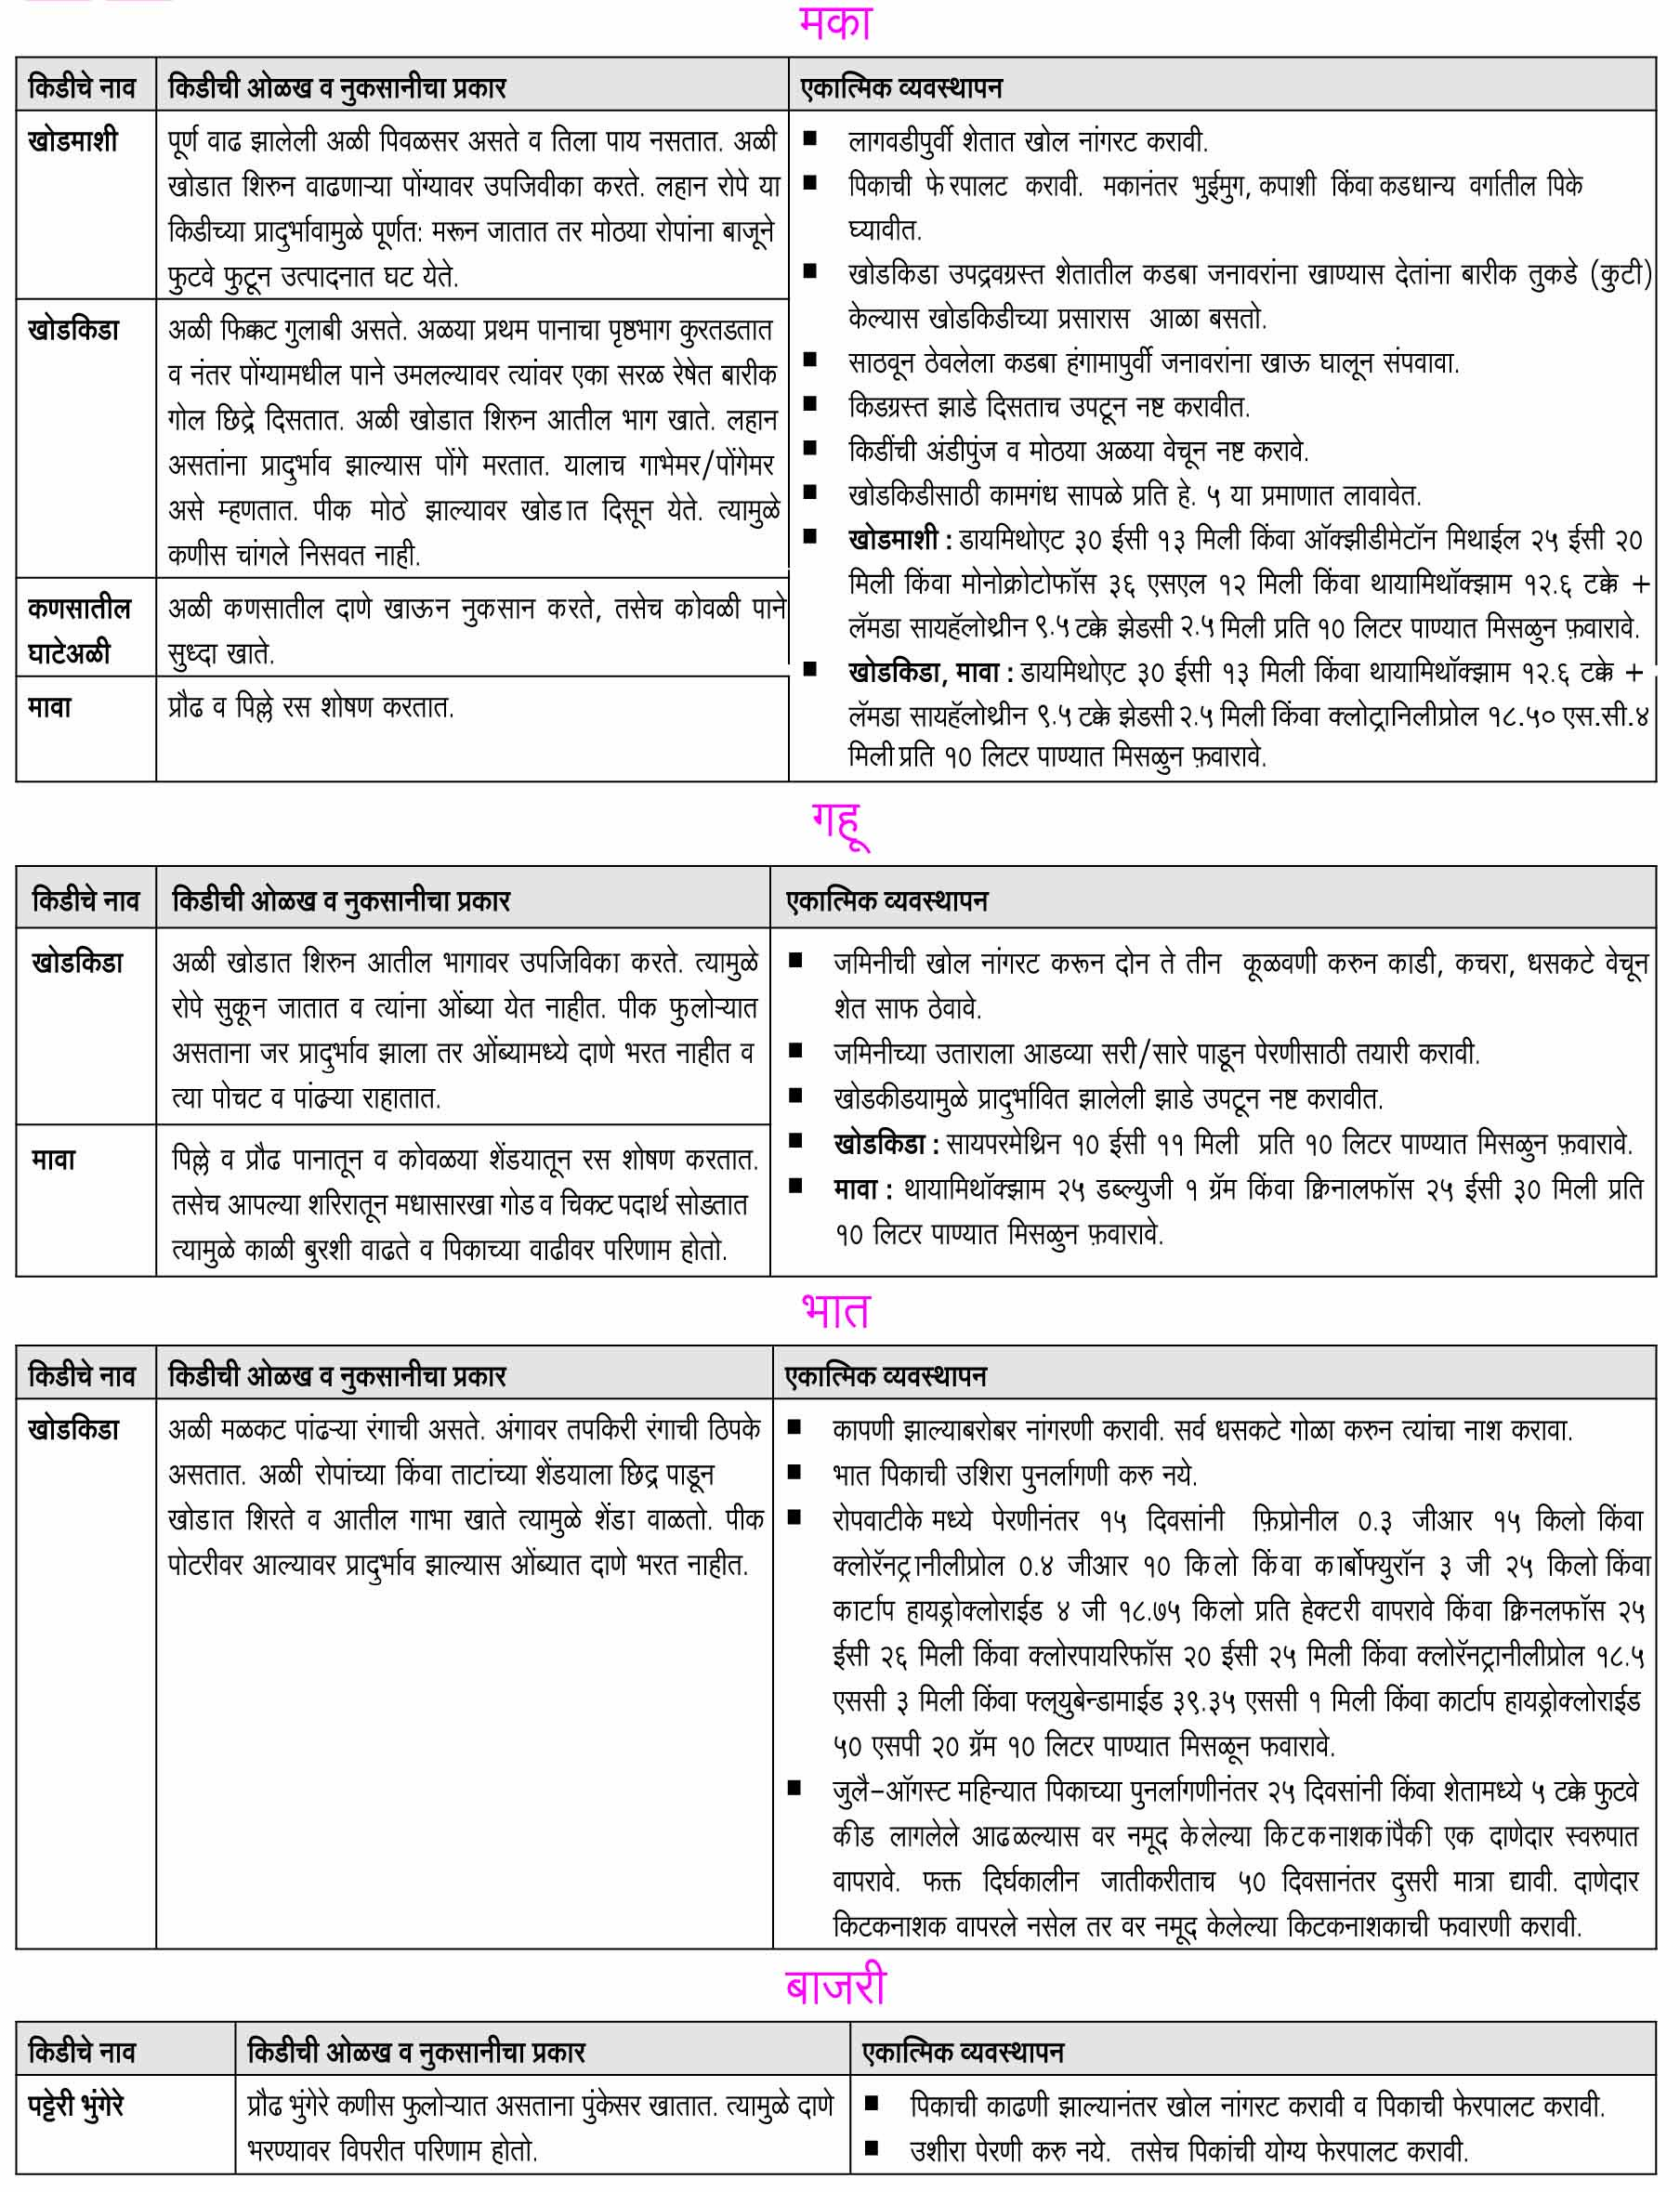 मका
किडीचे नाव किडीची ओळख व नुकसानीचा प्रकार एकात्मिक व्यवस्थापन
खोडमाशी
पूर्ण वाढ झालेली अळी पिवळसर असते व तिला पाय नसतात. अळी
खोडात शिरुन वाढणाऱ्या पोंग्यावर उपजिवीका करते. लहान रोपे या
किडीच्या प्रादुर्भावामुळे पूर्णत: मरून जातात तर मोठया रोपांना बाजूने
फुटवे फुटून उत्पादनात घट येते.
खोडकिडा
अळी फिक्कट गुलाबी असते. अळया प्रथम पानाचा पृष्ठभाग कुरतडतात
व नंतर पोंग्यामधील पाने उमलल्यावर त्यांवर एका सरळ रेषेत बारीक
गोल छिद्रे दिसतात. अळी खोडात शिरुन आतील भाग खाते. लहान
असतांना प्रादुर्भाव झाल्यास पोंगे मरतात. यालाच गाभेमर/पोंगेमर
असे म्हणतात. पीक मोठे झाल्यावर खोडात दिसून येते. त्यामुळे
कणीस चांगले निसवत नाही.
कणसातील
घाटेअळी
अळी कणसातील दाणे खाऊन नुकसान करते, तसेच कोवळी पाने
सुध्दा खाते.
मावा
प्रौढ व पिल्ले रस शोषण करतात.
■ लागवडीपुर्वी शेतात खोल नांगरट करावी.
■ पिकाची फेरपालट करावी. मकानंतर भुईमुग, कपाशी किंवा कडधान्य वर्गातील पिके
घ्यावीत.
■ खोडकिडा उपद्रवग्रस्त शेतातील कडबा जनावरांना खाण्यास देतांना बारीक तुकडे (कुटी)
केल्यास खोडकिडीच्या प्रसारास आळा बसतो.
■ साठवून ठेवलेला कडबा हंगामापुर्वी जनावरांना खाऊ घालून संपवावा.
■ किडग्रस्त झाडे दिसताच उपटून नष्ट करावीत.
■ किडींची अंडीपुंज व मोठया अळया वेचून नष्ट करावे.
■ खोडकिडीसाठी कामगंध सापळे प्रति हे. ५ या प्रमाणात लावावेत.
■ खोडमाशी : डायमिथोएट ३० ईसी १३ मिली किंवा ऑक्झीडीमेटॉन मिथाईल २५ ईसी २०
मिली किंवा मोनोक्रोटोफॉस ३६ एसएल १२ मिली किंवा थायामिथॉक्झाम १२.६ टक्के +
लॅमडा सायहॅलोथ्रीन ९.५ टक्के झेडसी २.५ मिली प्रति १० लिटर पाण्यात मिसळुन फ़वारावे.
■ खोडकिडा, मावा : डायमिथोएट ३० ईसी १३ मिली किंवा थायामिथॉक्झाम १२.६ टक्के +
लॅमडा सायहॅलोथ्रीन ९.५ टक्के झेडसी २.५ मिली किंवा क्लोट्रानिलीप्रोल १८.५० एस.सी.४
मिली प्रति १० लिटर पाण्यात मिसळुन फ़वारावे.
गहू
किडीचे नाव किडीची ओळख व नुकसानीचा प्रकार एकात्मिक व्यवस्थापन
खोडकिडा
अळी खोडात शिरुन आतील भागावर उपजिविका करते. त्यामुळे
रोपे सुकून जातात व त्यांना ओंब्या येत नाहीत. पीक फुलोऱ्यात
असताना जर प्रादुर्भाव झाला तर ओंब्यामध्ये दाणे भरत नाहीत व
त्या पोचट व पांढऱ्या राहातात.
मावा
पिल्ले व प्रौढ पानातून व कोवळया शेंडयातून रस शोषण करतात.
तसेच आपल्या शरिरातून मधासारखा गोड व चिकट पदार्थ सोडतात
त्यामुळे काळी बुरशी वाढते व पिकाच्या वाढीवर परिणाम होतो.
■ जमिनीची खोल नांगरट करून दोन ते तीन कूळवणी करुन काडी, कचरा, धसकटे वेचून
शेत साफ ठेवावे.
■ जमिनीच्या उताराला आडव्या सरी/सारे पाडून पेरणीसाठी तयारी करावी.
■ खोडकीडयामुळे प्रादुर्भावित झालेली झाडे उपटून नष्ट करावीत.
■ खोडकिडा : सायपरमेथ्रिन १० ईसी ११ मिली प्रति १० लिटर पाण्यात मिसळुन फ़वारावे.
■ मावा : थायामिथॉक्झाम २५ डब्ल्युजी १ ग्रॅम किंवा क्विनालफॉस २५ ईसी ३० मिली प्रति
१० लिटर पाण्यात मिसळुन फ़वारावे.
भात
किडीचे नाव किडीची ओळख व नुकसानीचा प्रकार एकात्मिक व्यवस्थापन
खोडकिडा
अळी मळकट पांढऱ्या रंगाची असते. अंगावर तपकिरी रंगाची ठिपके
असतात. अळी रोपांच्या किंवा ताटांच्या शेंडयाला छिद्र पाडून
खोडात शिरते व आतील गाभा खाते त्यामुळे शेंडा वाळतो. पीक
पोटरीवर आल्यावर प्रादुर्भाव झाल्यास ओंब्यात दाणे भरत नाहीत.
■ कापणी झाल्याबरोबर नांगरणी करावी. सर्व धसकटे गोळा करुन त्यांचा नाश करावा.
■ भात पिकाची उशिरा पुनर्लागणी करु नये.
■ रोपवाटीके मध्ये पेरणीनंतर १५ दिवसांनी फ़िप्रोनील ०.३ जीआर १५ किलो किंवा
क्लोरॅनट्रानीलीप्रोल ०.४ जीआर १० किलो किंवा कार्बोफ्युरॉन ३ जी २५ किलो किंवा
कार्टाप हायड्रोक्लोराईड ४ जी १८.७५ किलो प्रति हेक्टरी वापरावे किंवा क्विनलफॉस २५
ईसी २६ मिली किंवा क्लोरपायरिफॉस २० ईसी २५ मिली किंवा क्लोरॅनट्रानीलीप्रोल १८.५
एससी ३ मिली किंवा फ्ल्युबेन्डामाईड ३९.३५ एससी १ मिली किंवा कार्टाप हायड्रोक्लोराईड
५० एसपी २० ग्रॅम १० लिटर पाण्यात मिसळून फवारावे.
■ जुलै-ऑगस्ट महिन्यात पिकाच्या पुनर्लागणीनंतर २५ दिवसांनी किंवा शेतामध्ये ५ टक्के फुटवे
कीड लागलेले आढळल्यास वर नमूद केलेल्या किटकनाशकांपैकी एक दाणेदार स्वरुपात
वापरावे. फक्त दिर्घकालीन जातीकरीताच ५० दिवसानंतर दुसरी मात्रा द्यावी. दाणेदार
किटकनाशक वापरले नसेल तर वर नमूद केलेल्या किटकनाशकाची फवारणी करावी.
बाजरी
किडीचे नाव किडीची ओळख व नुकसानीचा प्रकार एकात्मिक व्यवस्थापन
पट्टेरी भुंगेरे
प्रौढ भुंगेरे कणीस फुलोऱ्यात असताना पुंकेसर खातात. त्यामुळे दाणे
भरण्यावर विपरीत परिणाम होतो.
■ पिकाची काढणी झाल्यानंतर खोल नांगरट करावी व पिकाची फेरपालट करावी.
■ उशीरा पेरणी करु नये. तसेच पिकांची योग्य फेरपालट करावी.